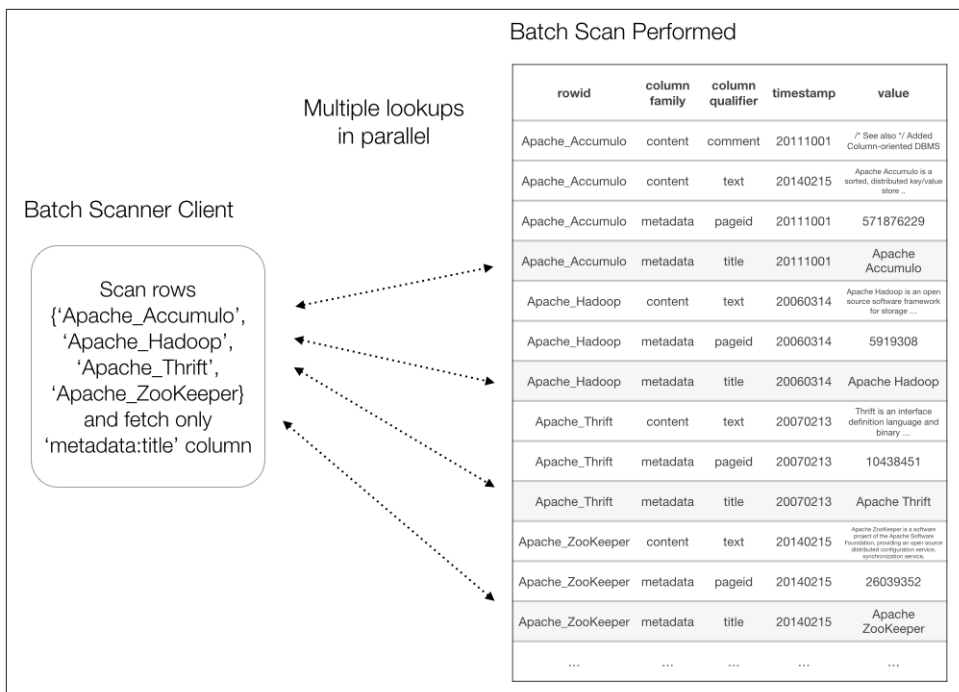 Batch Scan Performed
Multiple lookups
in parallel
Batch Scanner Client
Scan rows
{‘Apache_Accumulo’,
‘Apache_Hadoop’,
‘Apache_Thrift’,
‘Apache_ZooKeeper}
and fetch only
‘metadata:title’ column
rowid column family column qualifier timestamp value
Apache_Accumulo content comment 20111001 /* See also */ Added Column-oriented DBMS
Apache_Accumulo content text 20140215 Apache Accumulo is a sorted, distributed key/value store ..
Apache_Accumulo metadata pageid 20111001 571876229
Apache_Accumulo metadata title 20111001 Apache Accumulo
Apache_Hadoop content text 20060314 Apache Hadoop is an open source software framework for storage ...
Apache_Hadoop metadata pageid 20060314 5919308
Apache_Hadoop metadata title 20060314 Apache Hadoop
Apache_Thrift content text 20070213 Thrift is an interface definition language and binary ...
Apache_Thrift metadata pageid 20070213 10438451
Apache_Thrift metadata title 20070213 Apache Thrift
Apache_ZooKeeper content text 20140215 Apache ZooKeeper is a software project of the Apache Software Foundation, providing an open source distributed configuration service, synchronization service,
Apache_ZooKeeper metadata pageid 20140215 26039352
Apache_ZooKeeper metadata title 20140215 Apache ZooKeeper
... ... ... ... ...